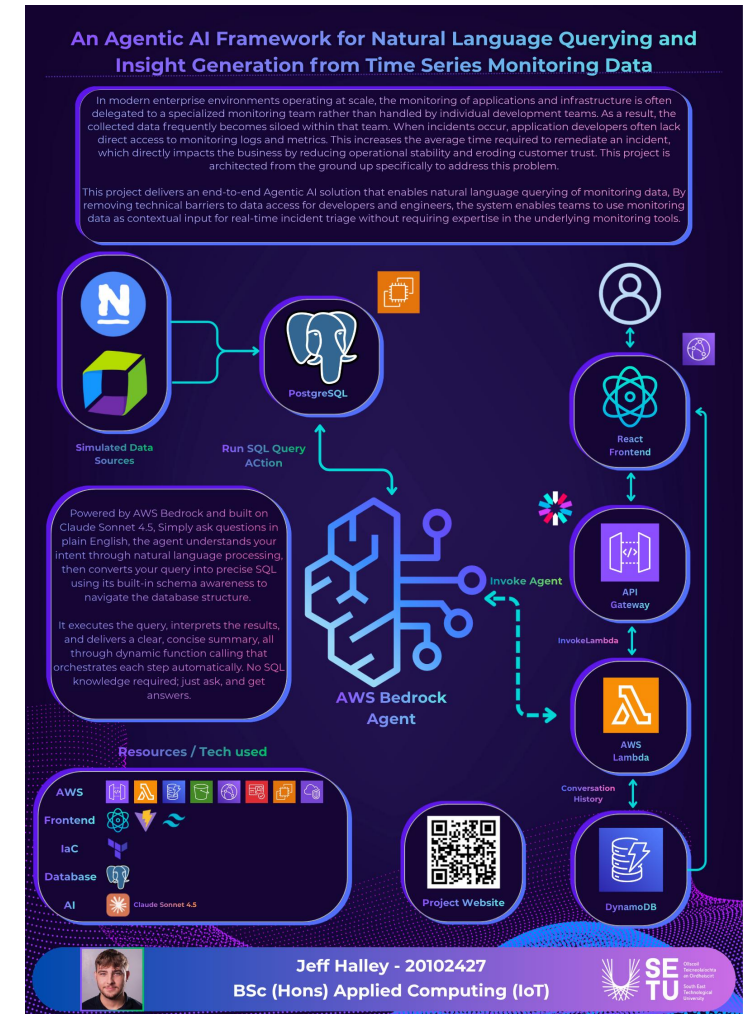 An Agentic AI Framework for Natural Language Querying and
Insight Generation from Time Series Monitoring Data
In modern enterprise environments operating at scale, the monitoring of applications and infrastructure is often
delegated to a specialized monitoring team rather than handled by individual development teams. As a result, the
collected data frequently becomes siloed within that team. When incidents occur, application developers often lack
direct access to monitoring logs and metrics. This increases the average time required to remediate an incident,
which directly impacts the business by reducing operational stability and eroding customer trust. This project is
architected from the ground up specifically to address this problem.
This project delivers an end-to-end Agentic AI solution that enables natural language querying of monitoring data, By
removing technical barriers to data access for developers and engineers, the system enables teams to use monitoring
data as contextual input for real-time incident triage without requiring expertise in the underlying monitoring tools.
N
PostgreSQL
Simulated Data
Sources
Run SQL Query
ACtion
React
Frontend
Powered by AWS Bedrock and built on
Claude Sonnet 4.5, Simply ask questions in
plain English, the agent understands your
intent through natural language processing,
then converts your query into precise SQL
using its built-in schema awareness to
navigate the database structure.
It executes the query, interprets the results,
and delivers a clear, concise summary, all
through dynamic function calling that
orchestrates each step automatically. No SQL
knowledge required; just ask, and get
answers.
Invoke Agent
API
Gateway
InvokeLambda
AWS Bedrock
Agent
AWS
Lambda
Conversation
History
DynamoDB
Resources / Tech used
AWS
Frontend
IaC
Database
AI
Claude Sonnet 4.5
Project Website
Jeff Halley - 20102427
BSc (Hons) Applied Computing (IoT)
SE
TU
Ollscoil
Teicneolaíochta
an Oirdheiscirt
South East
Technological
University